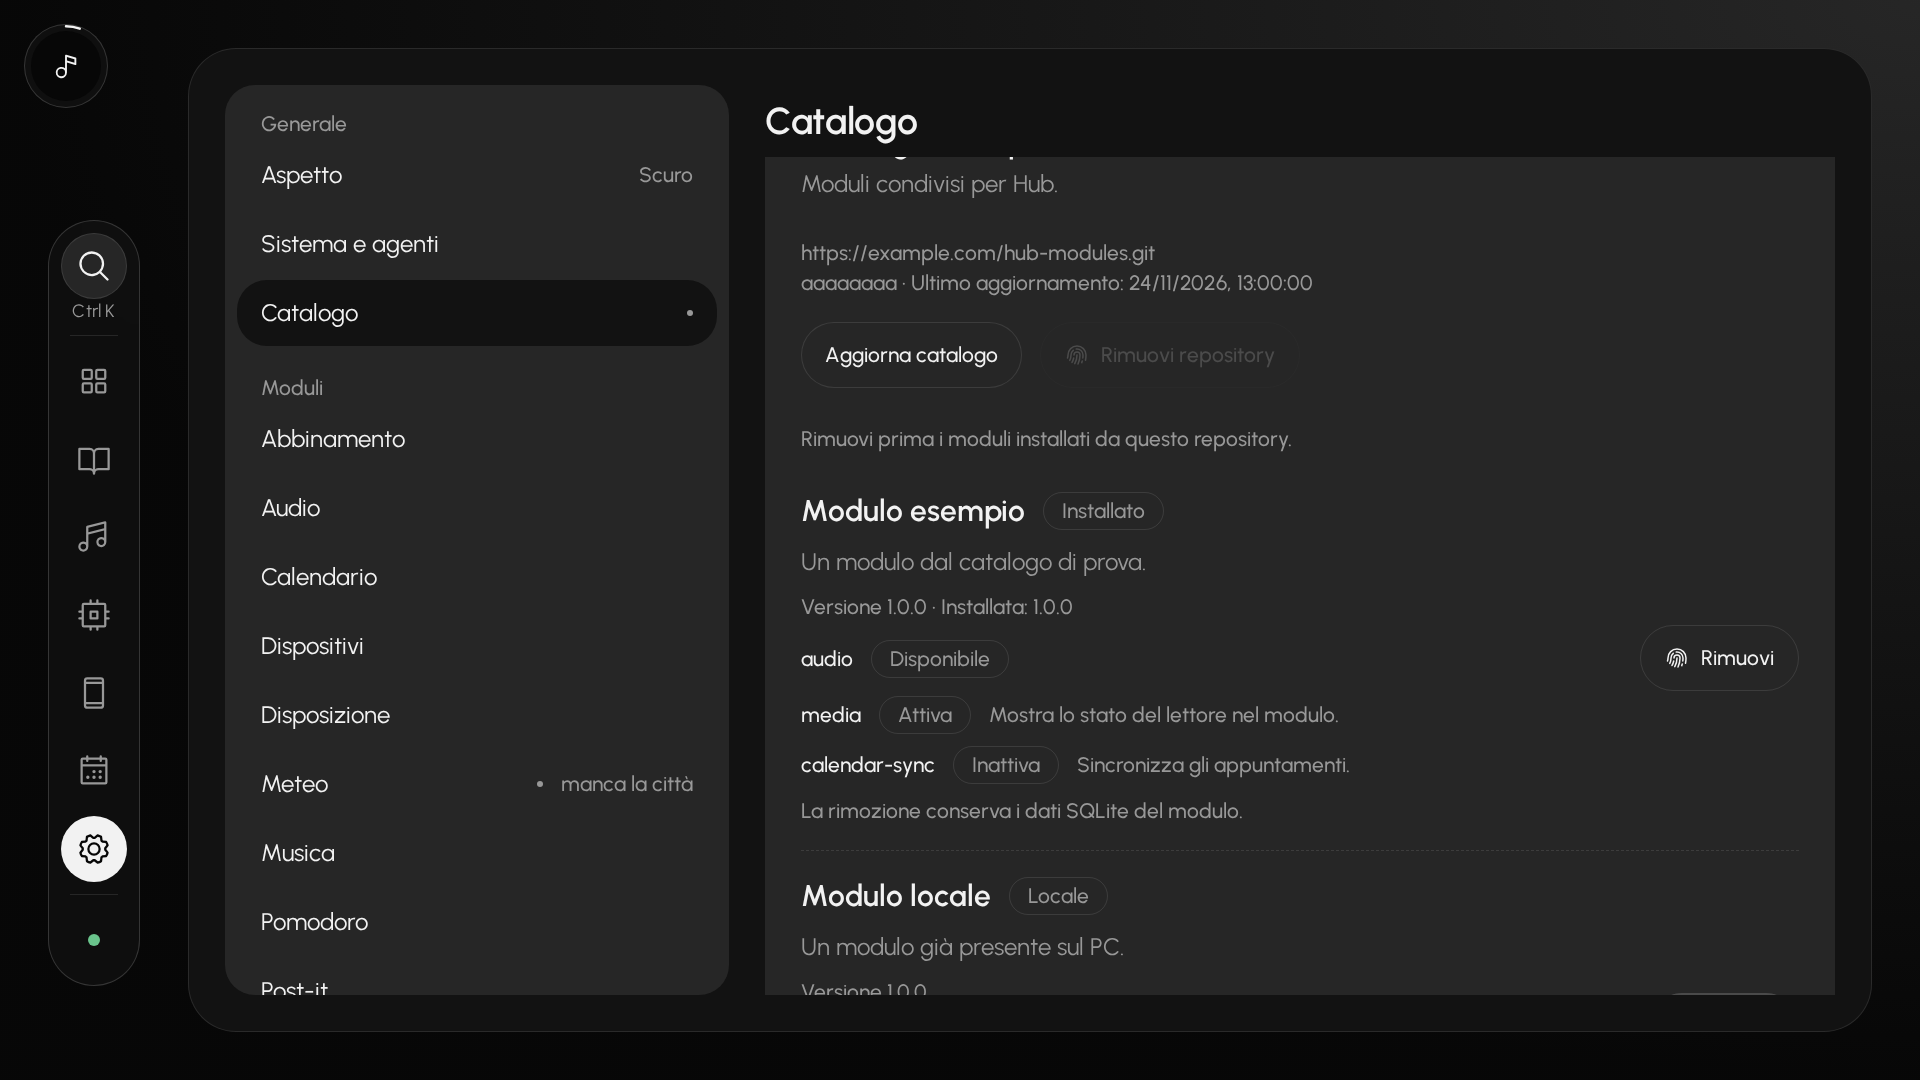 Ctrl K
Generale
Aspetto
Scuro
Sistema e agenti
Catalogo
Moduli
Abbinamento
Audio
Calendario
Dispositivi
Disposizione
Meteo
manca la città
Musica
Pomodoro
Post-it
Catalogo
Moduli condivisi per Hub.
https://example.com/hub-modules.git
aaaaaaaa · Ultimo aggiornamento: 24/11/2026, 13:00:00
Aggiorna catalogo
Rimuovi repository
Rimuovi prima i moduli installati da questo repository.
Modulo esempio Installato
Un modulo dal catalogo di prova.
Versione 1.0.0 · Installata: 1.0.0
audio Disponibile
Rimuovi
media Attiva Mostra lo stato del lettore nel modulo.
calendar-sync Inattiva Sincronizza gli appuntamenti.
La rimozione conserva i dati SQLite del modulo.
Modulo locale Locale
Un modulo già presente sul PC.
Versione 1.0.0